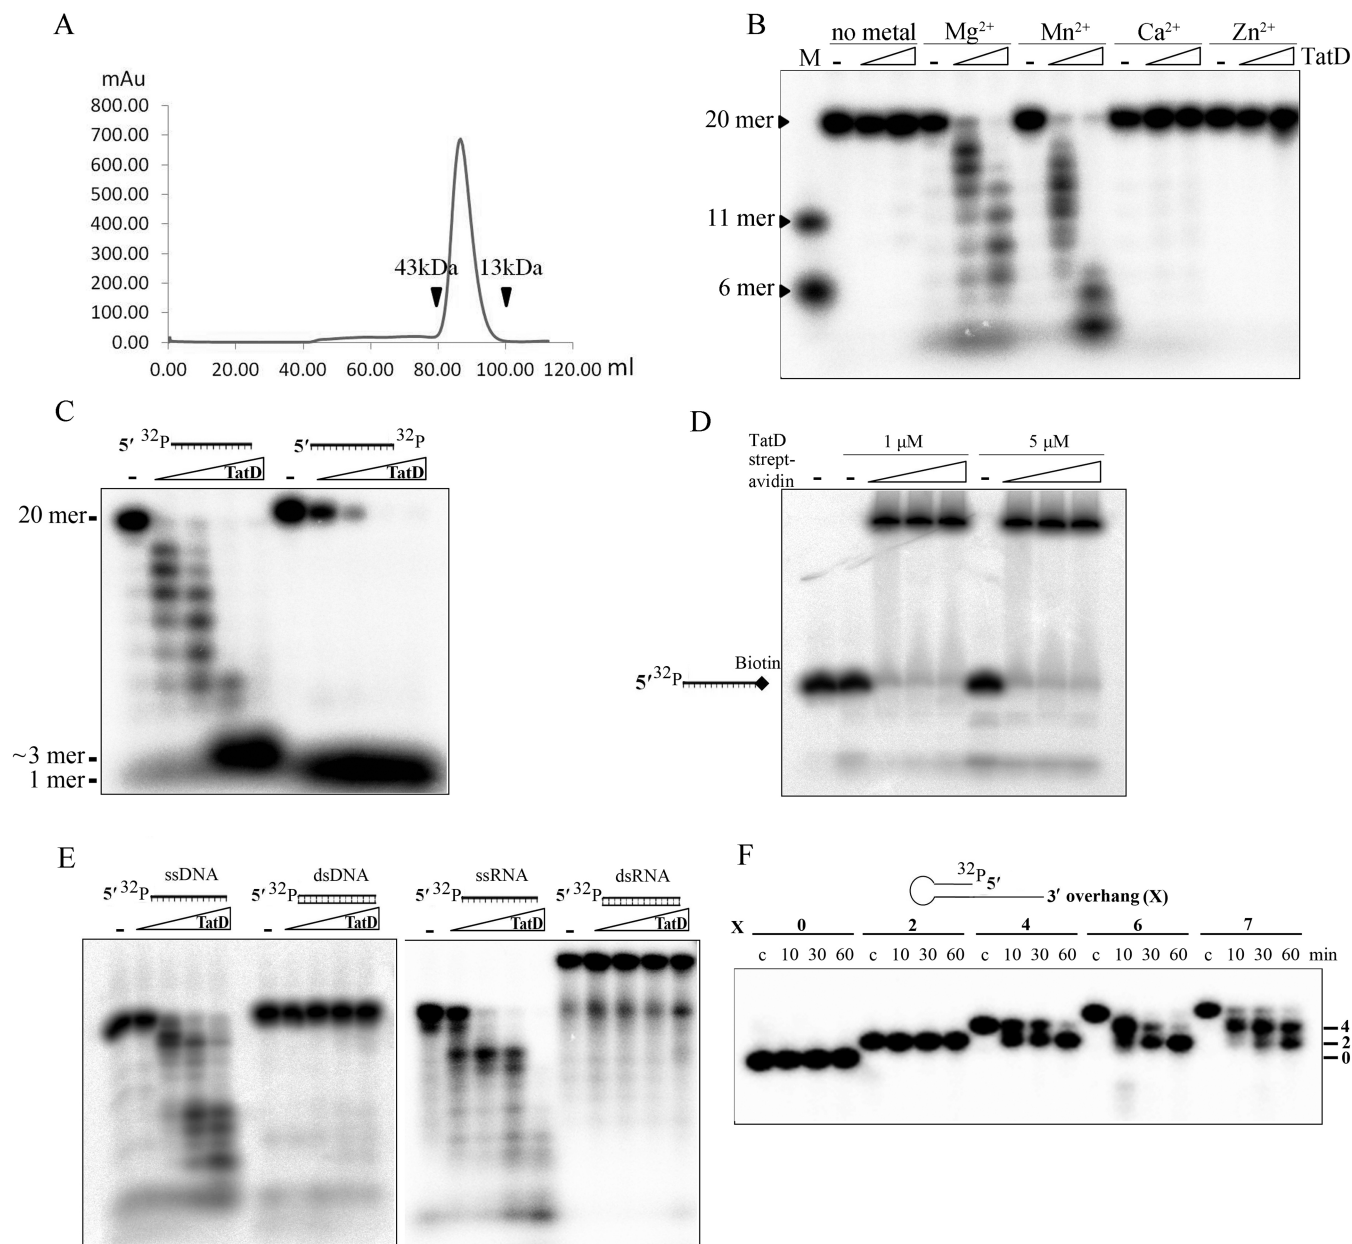 A
mAu
800.00
700.00
600.00
500.00
400.00
300.00
200.00
100.00
0.00
43kDa
13kDa
0.00 20.00 40.00 60.00 80.00 100.00 120.00 ml
B
no metal Mg²⁺ Mn²⁺ Ca²⁺ Zn²⁺
M - - - - - TatD
20 mer
11 mer
6 mer
C
5′ ³²P 5′ ³²P
- TatD - TatD
20 mer
~3 mer
1 mer
D
TatD 1 μM 5 μM
strept-
avidin - - -
Biotin
5′³²P
E
ssDNA dsDNA ssRNA dsRNA
5′³²P 5′³²P 5′³²P 5′³²P
- TatD - TatD - TatD - TatD
F
³²P5′
3′ overhang (X)
X 0 2 4 6 7
c 10 30 60 c 10 30 60 c 10 30 60 c 10 30 60 c 10 30 60 min
4
2
0